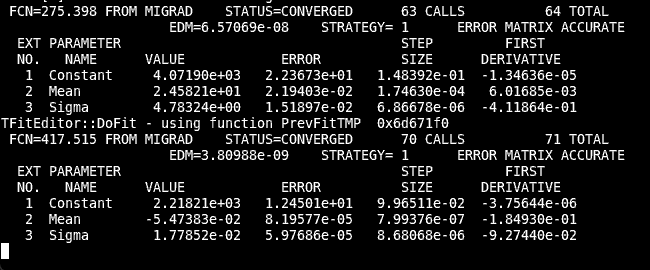 FCN=275.398 FROM MIGRAD    STATUS=CONVERGED      63 CALLS          64 TOTAL
EDM=6.57069e-08    STRATEGY= 1      ERROR MATRIX ACCURATE
EXT PARAMETER                                   STEP         FIRST
NO.   NAME      VALUE            ERROR          SIZE      DERIVATIVE
1  Constant     4.07190e+03   2.23673e+01   1.48392e-01  -1.34636e-05
2  Mean         2.45821e+01   2.19403e-02   1.74630e-04   6.01685e-03
3  Sigma        4.78324e+00   1.51897e-02   6.86678e-06  -4.11864e-01
TFitEditor::DoFit - using function PrevFitTMP  0x6d671f0
FCN=417.515 FROM MIGRAD    STATUS=CONVERGED      70 CALLS          71 TOTAL
EDM=3.80988e-09    STRATEGY= 1      ERROR MATRIX ACCURATE
EXT PARAMETER                                   STEP         FIRST
NO.   NAME      VALUE            ERROR          SIZE      DERIVATIVE
1  Constant     2.21821e+03   1.24501e+01   9.96511e-02  -3.75644e-06
2  Mean        -5.47383e-02   8.19577e-05   7.99376e-07  -1.84930e-01
3  Sigma        1.77852e-02   5.97686e-05   8.68068e-06  -9.27440e-02